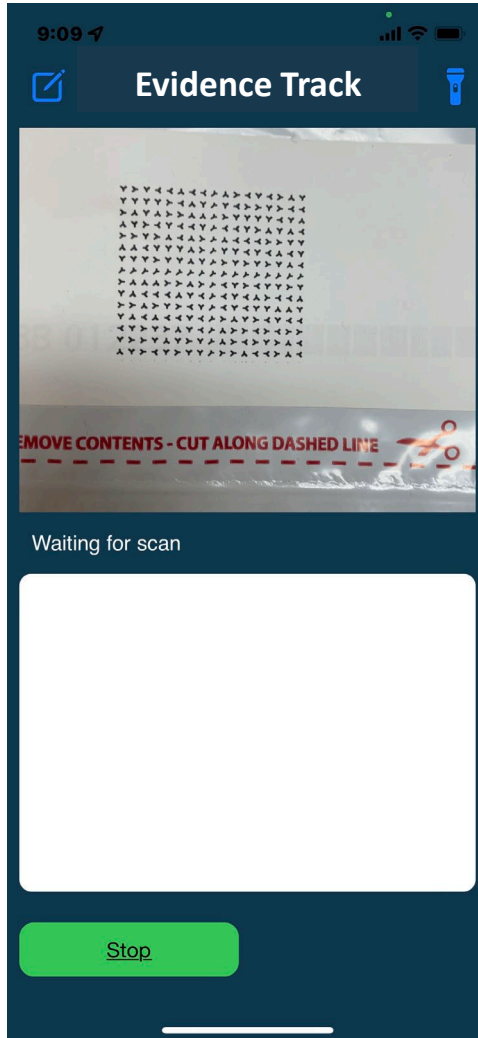 9:09
Evidence Track
EMOVE CONTENTS - CUT ALONG DASHED LINE
Waiting for scan
Stop